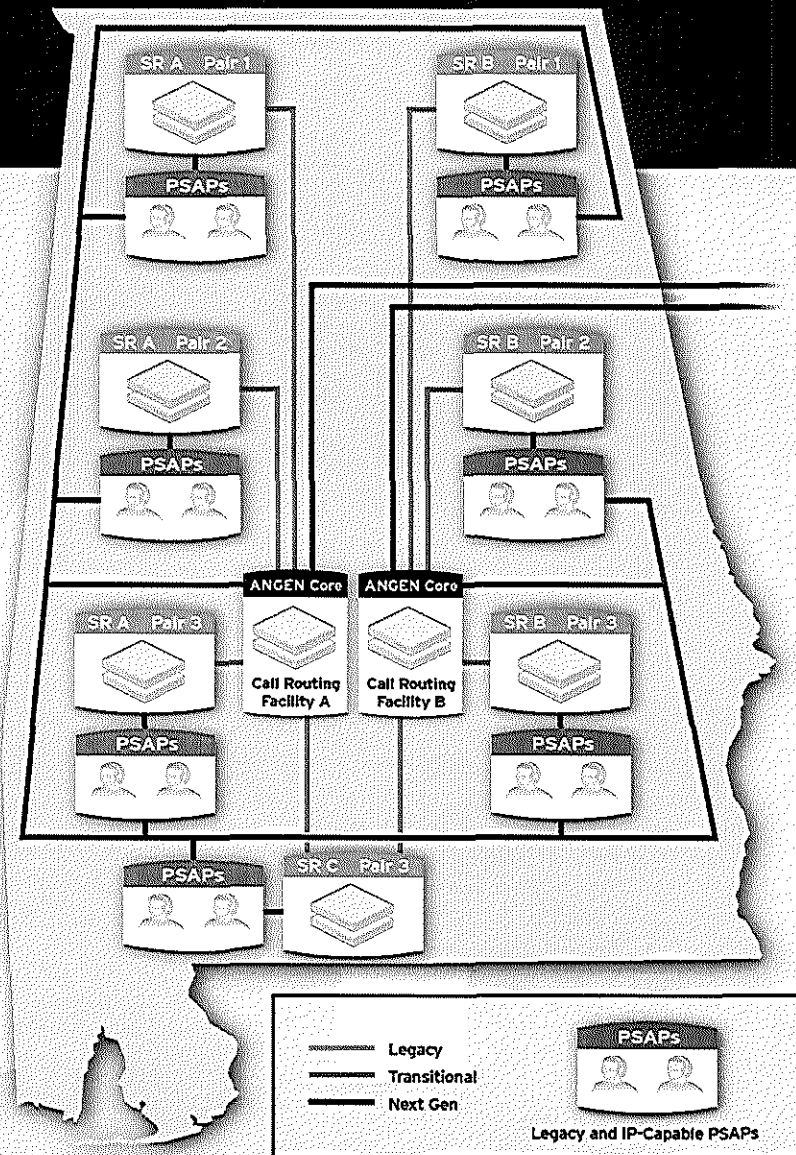 SR A Pair 1
SR B Pair 1
PSAPs
PSAPs
SR A Pair 2
SR B Pair 2
PSAPs
PSAPs
ANGEN Core
ANGEN Core
Call Routing
Facility A
Call Routing
Facility B
SR A Pair 3
SR B Pair 3
PSAPs
PSAPs
PSAPs
SR C Pair 3
Legacy
Transitional
Next Gen
PSAPs
Legacy and IP-Capable PSAPs